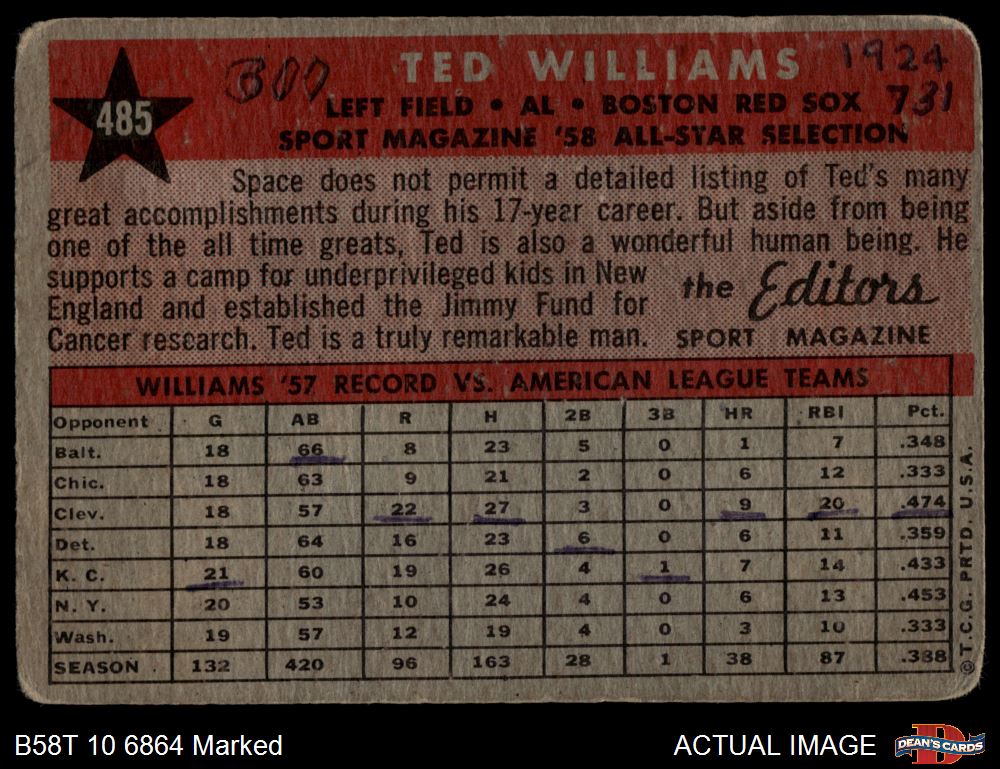 485
B00
TED WILLIAMS 1924
LEFT FIELD • AL • BOSTON RED SOX 731
SPORT MAGAZINE '58 ALL-STAR SELECTION
Space does not permit a detailed listing of Ted's many
great accomplishments during his 17-year career. But aside from being
one of the all time greats, Ted is also a wonderful human being. He
supports a camp for underprivileged kids in New
England and established the Jimmy Fund for
Cancer research. Ted is a truly remarkable man.
the Editors
SPORT MAGAZINE
WILLIAMS '57 RECORD VS. AMERICAN LEAGUE TEAMS
Opponent G AB R H 2B 3B HR RBI Pct.
Balt. 18 66 8 23 5 0 1 7 .348
Chic. 18 63 9 21 2 0 6 12 .333
Clev. 18 57 22 27 3 0 9 20 .474
Det. 18 64 16 23 6 0 6 11 .359
K. C. 21 60 19 26 4 1 7 14 .433
N. Y. 20 53 10 24 4 0 6 13 .453
Wash. 19 57 12 19 4 0 3 10 .333
SEASON 132 420 96 163 28 1 38 87 .388
© T.C.G. PRTD. U.S.A.
B58T 10 6864 Marked
ACTUAL IMAGE
DEAN'S CARDS